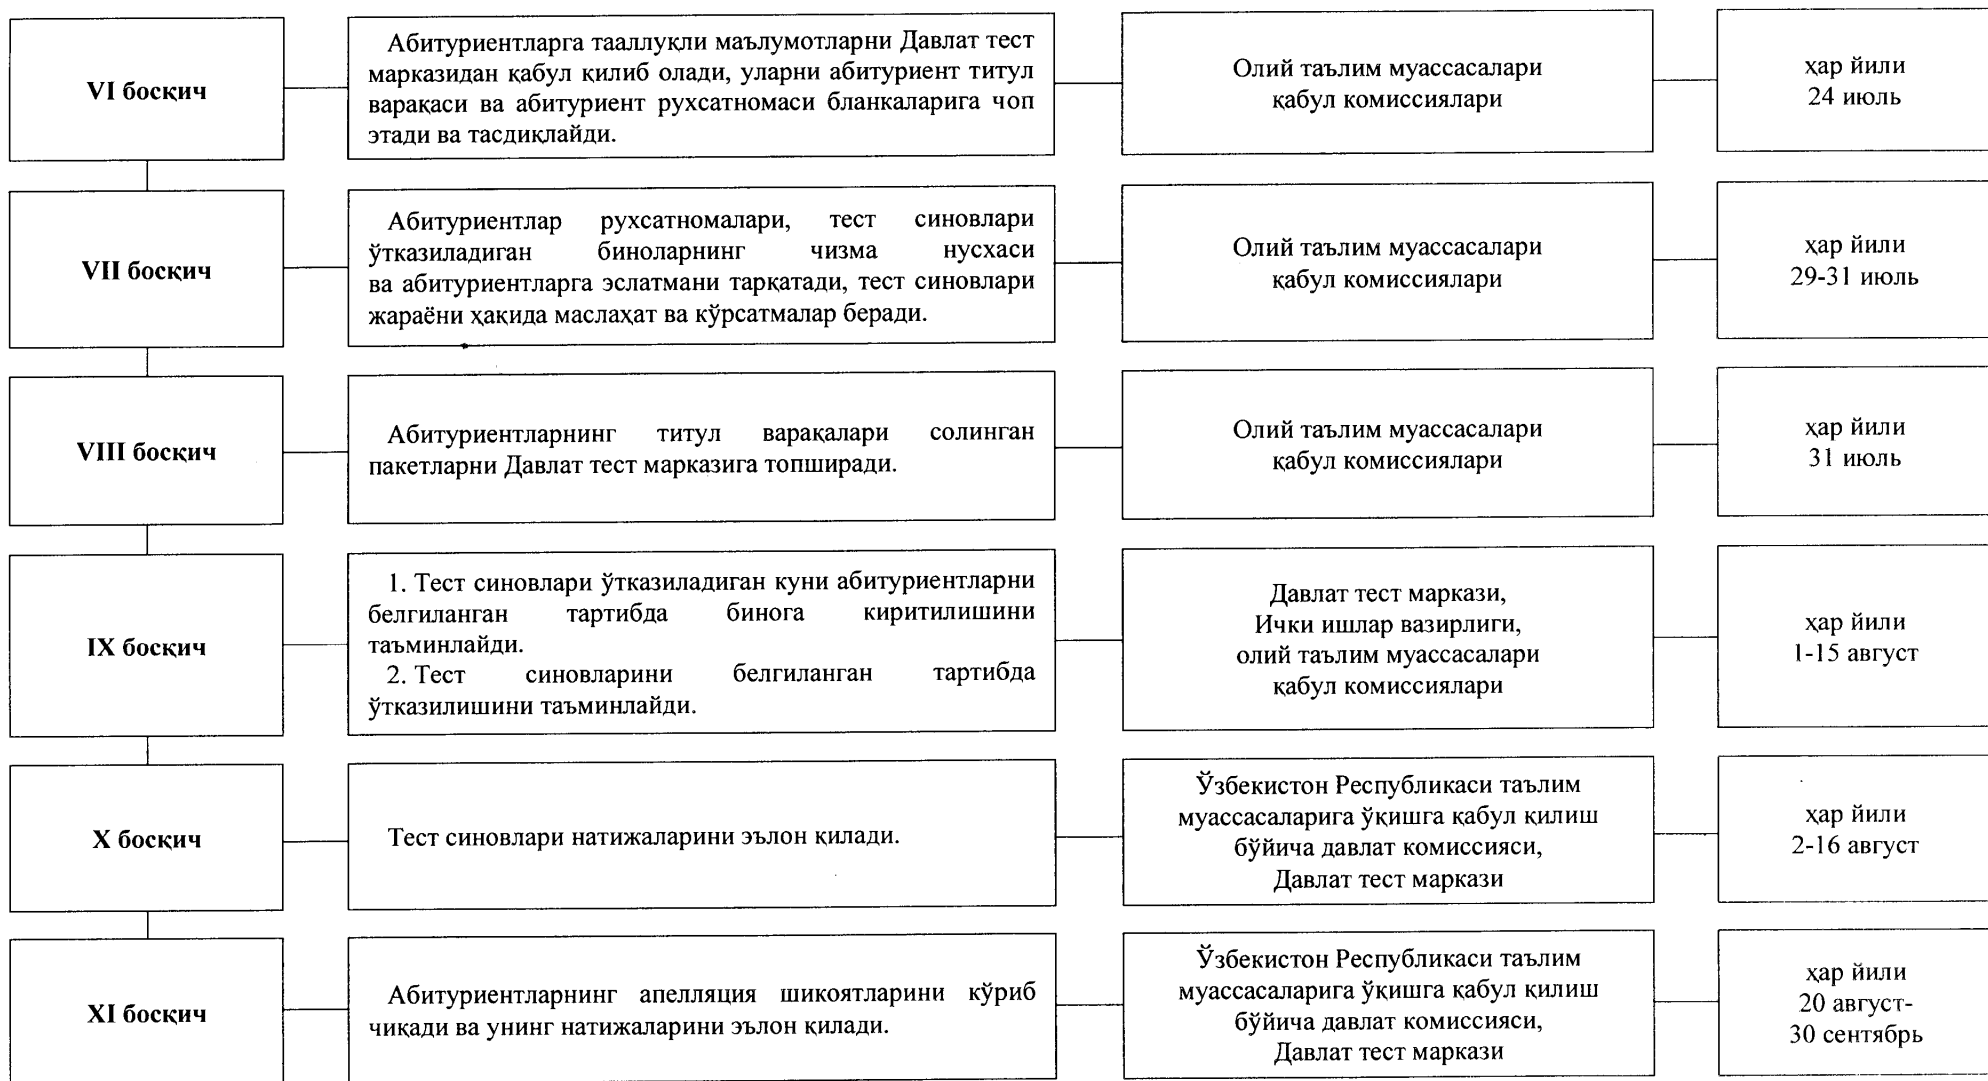 VI босқич
Абитуриентларга тааллуқли маълумотларни Давлат тест
марказидан қабул қилиб олади, уларни абитуриент титул
варақаси ва абитуриент рухсатномаси бланкаларига чоп
этади ва тасдиқлайди.
Олий таълим муассасалари
қабул комиссиялари
ҳар йили
24 июль
VII босқич
Абитуриентлар рухсатномалари, тест синовлари
ўтказиладиган биноларнинг чизма нусхаси
ва абитуриентларга эслатмани тарқатади, тест синовлари
жараёни ҳақида маслаҳат ва кўрсатмалар беради.
Олий таълим муассасалари
қабул комиссиялари
ҳар йили
29-31 июль
VIII босқич
Абитуриентларнинг титул варақалари солинган
пакетларни Давлат тест марказига топширади.
Олий таълим муассасалари
қабул комиссиялари
ҳар йили
31 июль
IX босқич
1. Тест синовлари ўтказиладиган куни абитуриентларни
белгиланган тартибда бинога киритилишини
таъминлайди.
2. Тест синовларини белгиланган тартибда
ўтказилишини таъминлайди.
Давлат тест маркази,
Ички ишлар вазирлиги,
олий таълим муассасалари
қабул комиссиялари
ҳар йили
1-15 август
X босқич
Тест синовлари натижаларини эълон қилади.
Ўзбекистон Республикаси таълим
муассасаларига ўқишга қабул қилиш
бўйича давлат комиссияси,
Давлат тест маркази
ҳар йили
2-16 август
XI босқич
Абитуриентларнинг апелляция шикоятларини кўриб
чиқади ва унинг натижаларини эълон қилади.
Ўзбекистон Республикаси таълим
муассасаларига ўқишга қабул қилиш
бўйича давлат комиссияси,
Давлат тест маркази
ҳар йили
20 август-
30 сентябрь